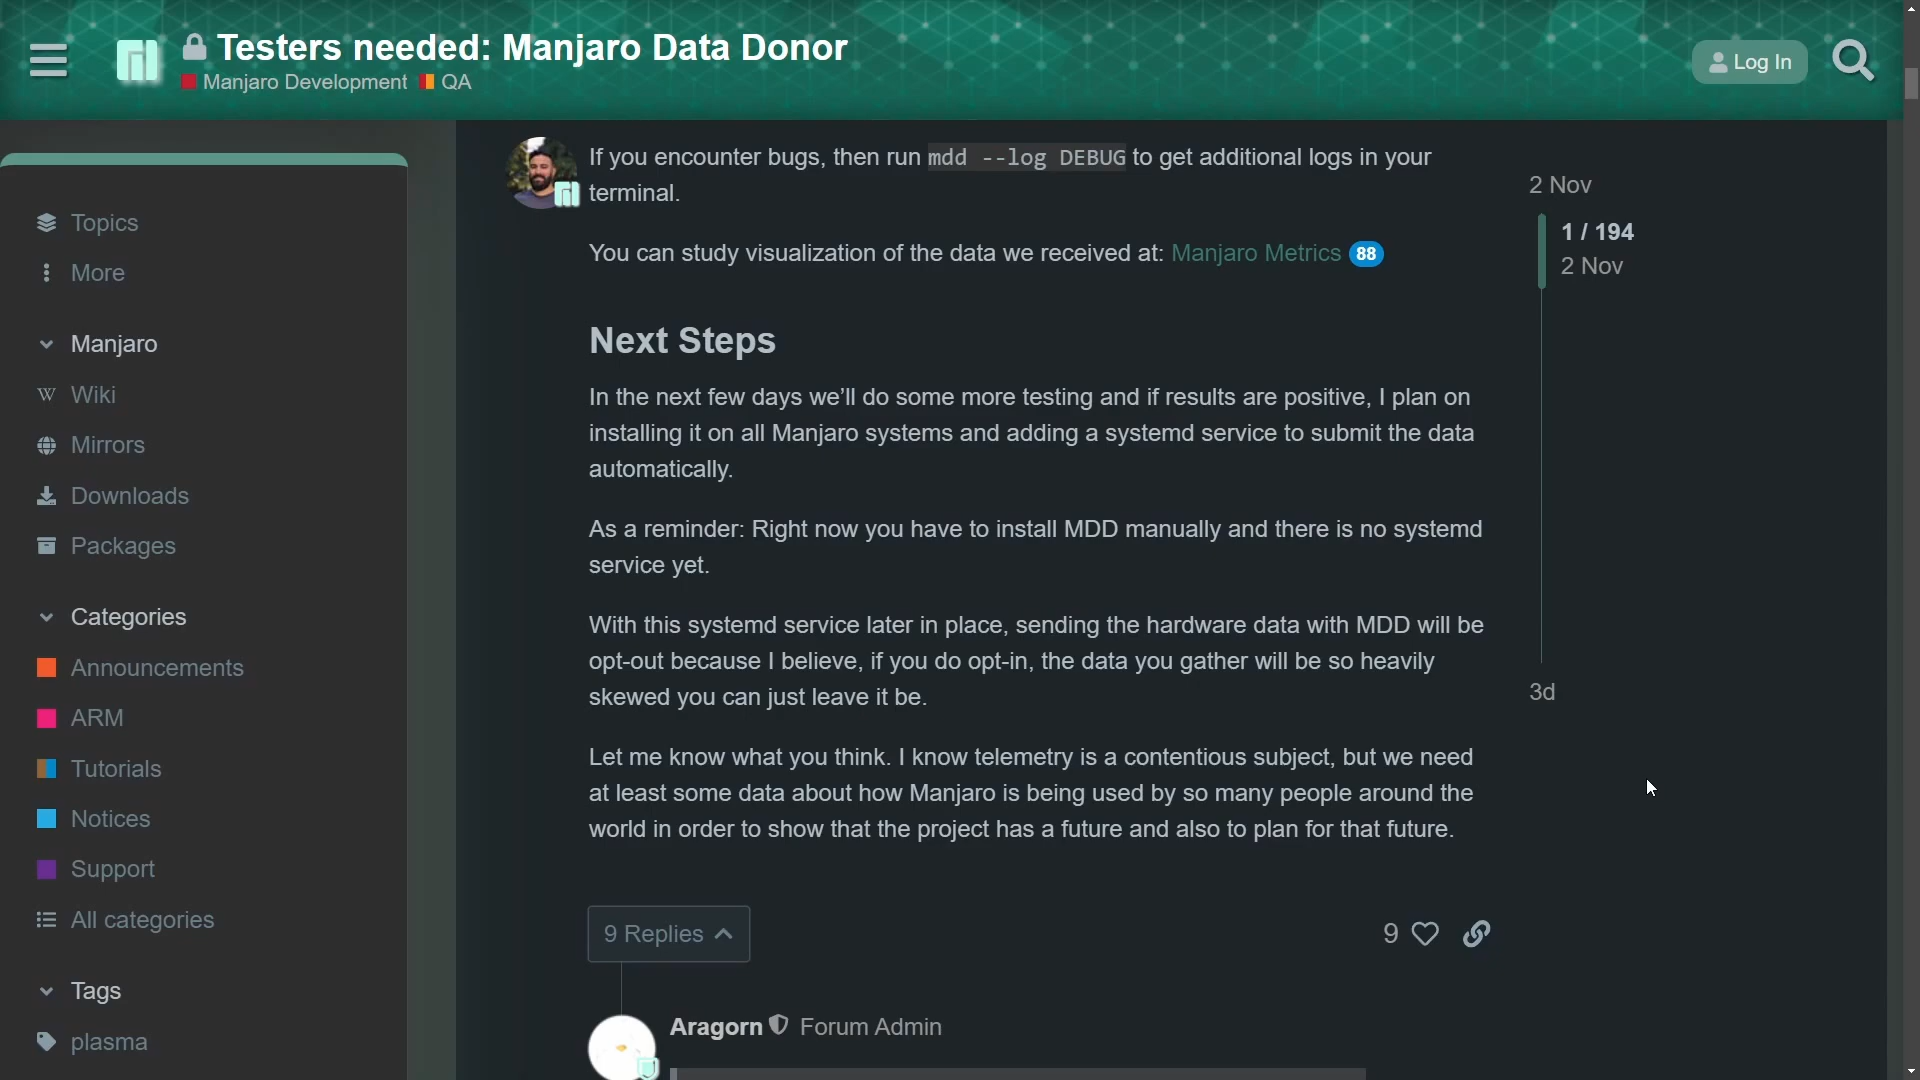 Testers needed: Manjaro Data Donor
Manjaro Development QA
Log In
Topics
More
Manjaro
Wiki
Mirrors
Downloads
Packages
Categories
Announcements
ARM
Tutorials
Notices
Support
All categories
Tags
plasma
If you encounter bugs, then run mdd --log DEBUG to get additional logs in your
terminal.
You can study visualization of the data we received at: Manjaro Metrics 88
Next Steps
In the next few days we’ll do some more testing and if results are positive, I plan on
installing it on all Manjaro systems and adding a systemd service to submit the data
automatically.
As a reminder: Right now you have to install MDD manually and there is no systemd
service yet.
With this systemd service later in place, sending the hardware data with MDD will be
opt-out because I believe, if you do opt-in, the data you gather will be so heavily
skewed you can just leave it be.
Let me know what you think. I know telemetry is a contentious subject, but we need
at least some data about how Manjaro is being used by so many people around the
world in order to show that the project has a future and also to plan for that future.
9 Replies
9
Aragorn Forum Admin
2 Nov
1 / 194
2 Nov
3d